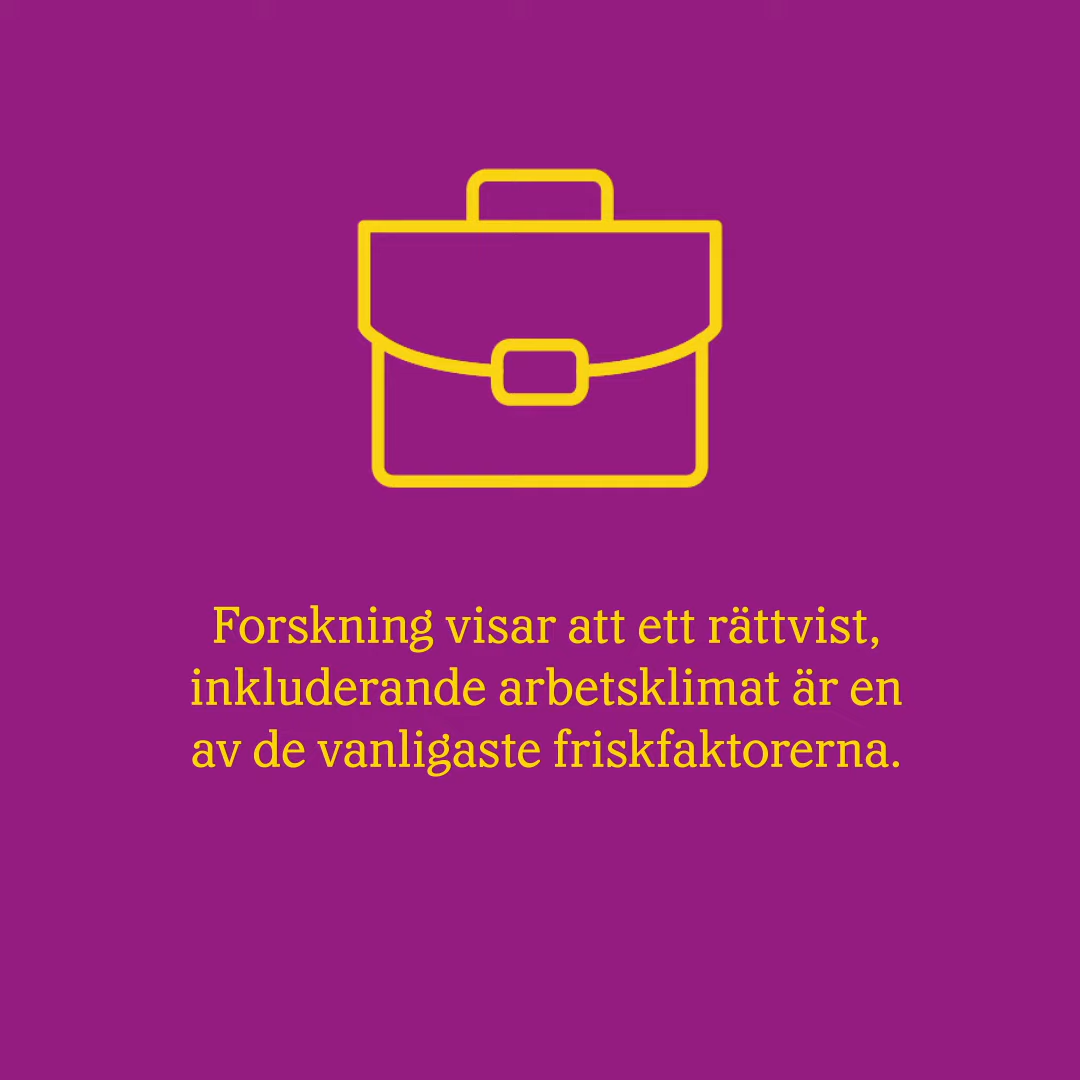 Forskning visar att ett rättvist,
inkluderande arbetsklimat är en
av de vanligaste friskfaktorerna.